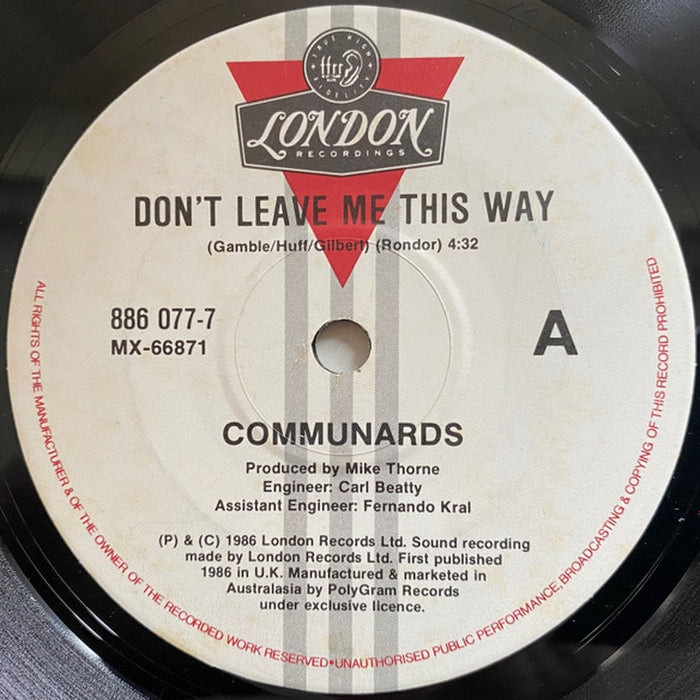 TRUE HIGH
ffrr
FIDELITY
LONDON
RECORDINGS
DON'T LEAVE ME THIS WAY
(Gamble/Huff/Gilbert) (Rondor) 4:32
886 077-7
MX-66871
A
COMMUNARDS
Produced by Mike Thorne
Engineer: Carl Beatty
Assistant Engineer: Fernando Kral
(P) & (C) 1986 London Records Ltd. Sound recording
made by London Records Ltd. First published
1986 in U.K. Manufactured & marketed in
Australasia by PolyGram Records
under exclusive licence.
ALL RIGHTS OF THE MANUFACTURER & OF THE OWNER OF THE RECORDED WORK RESERVED•UNAUTHORISED PUBLIC PERFORMANCE, BROADCASTING & COPYING OF THIS RECORD PROHIBITED